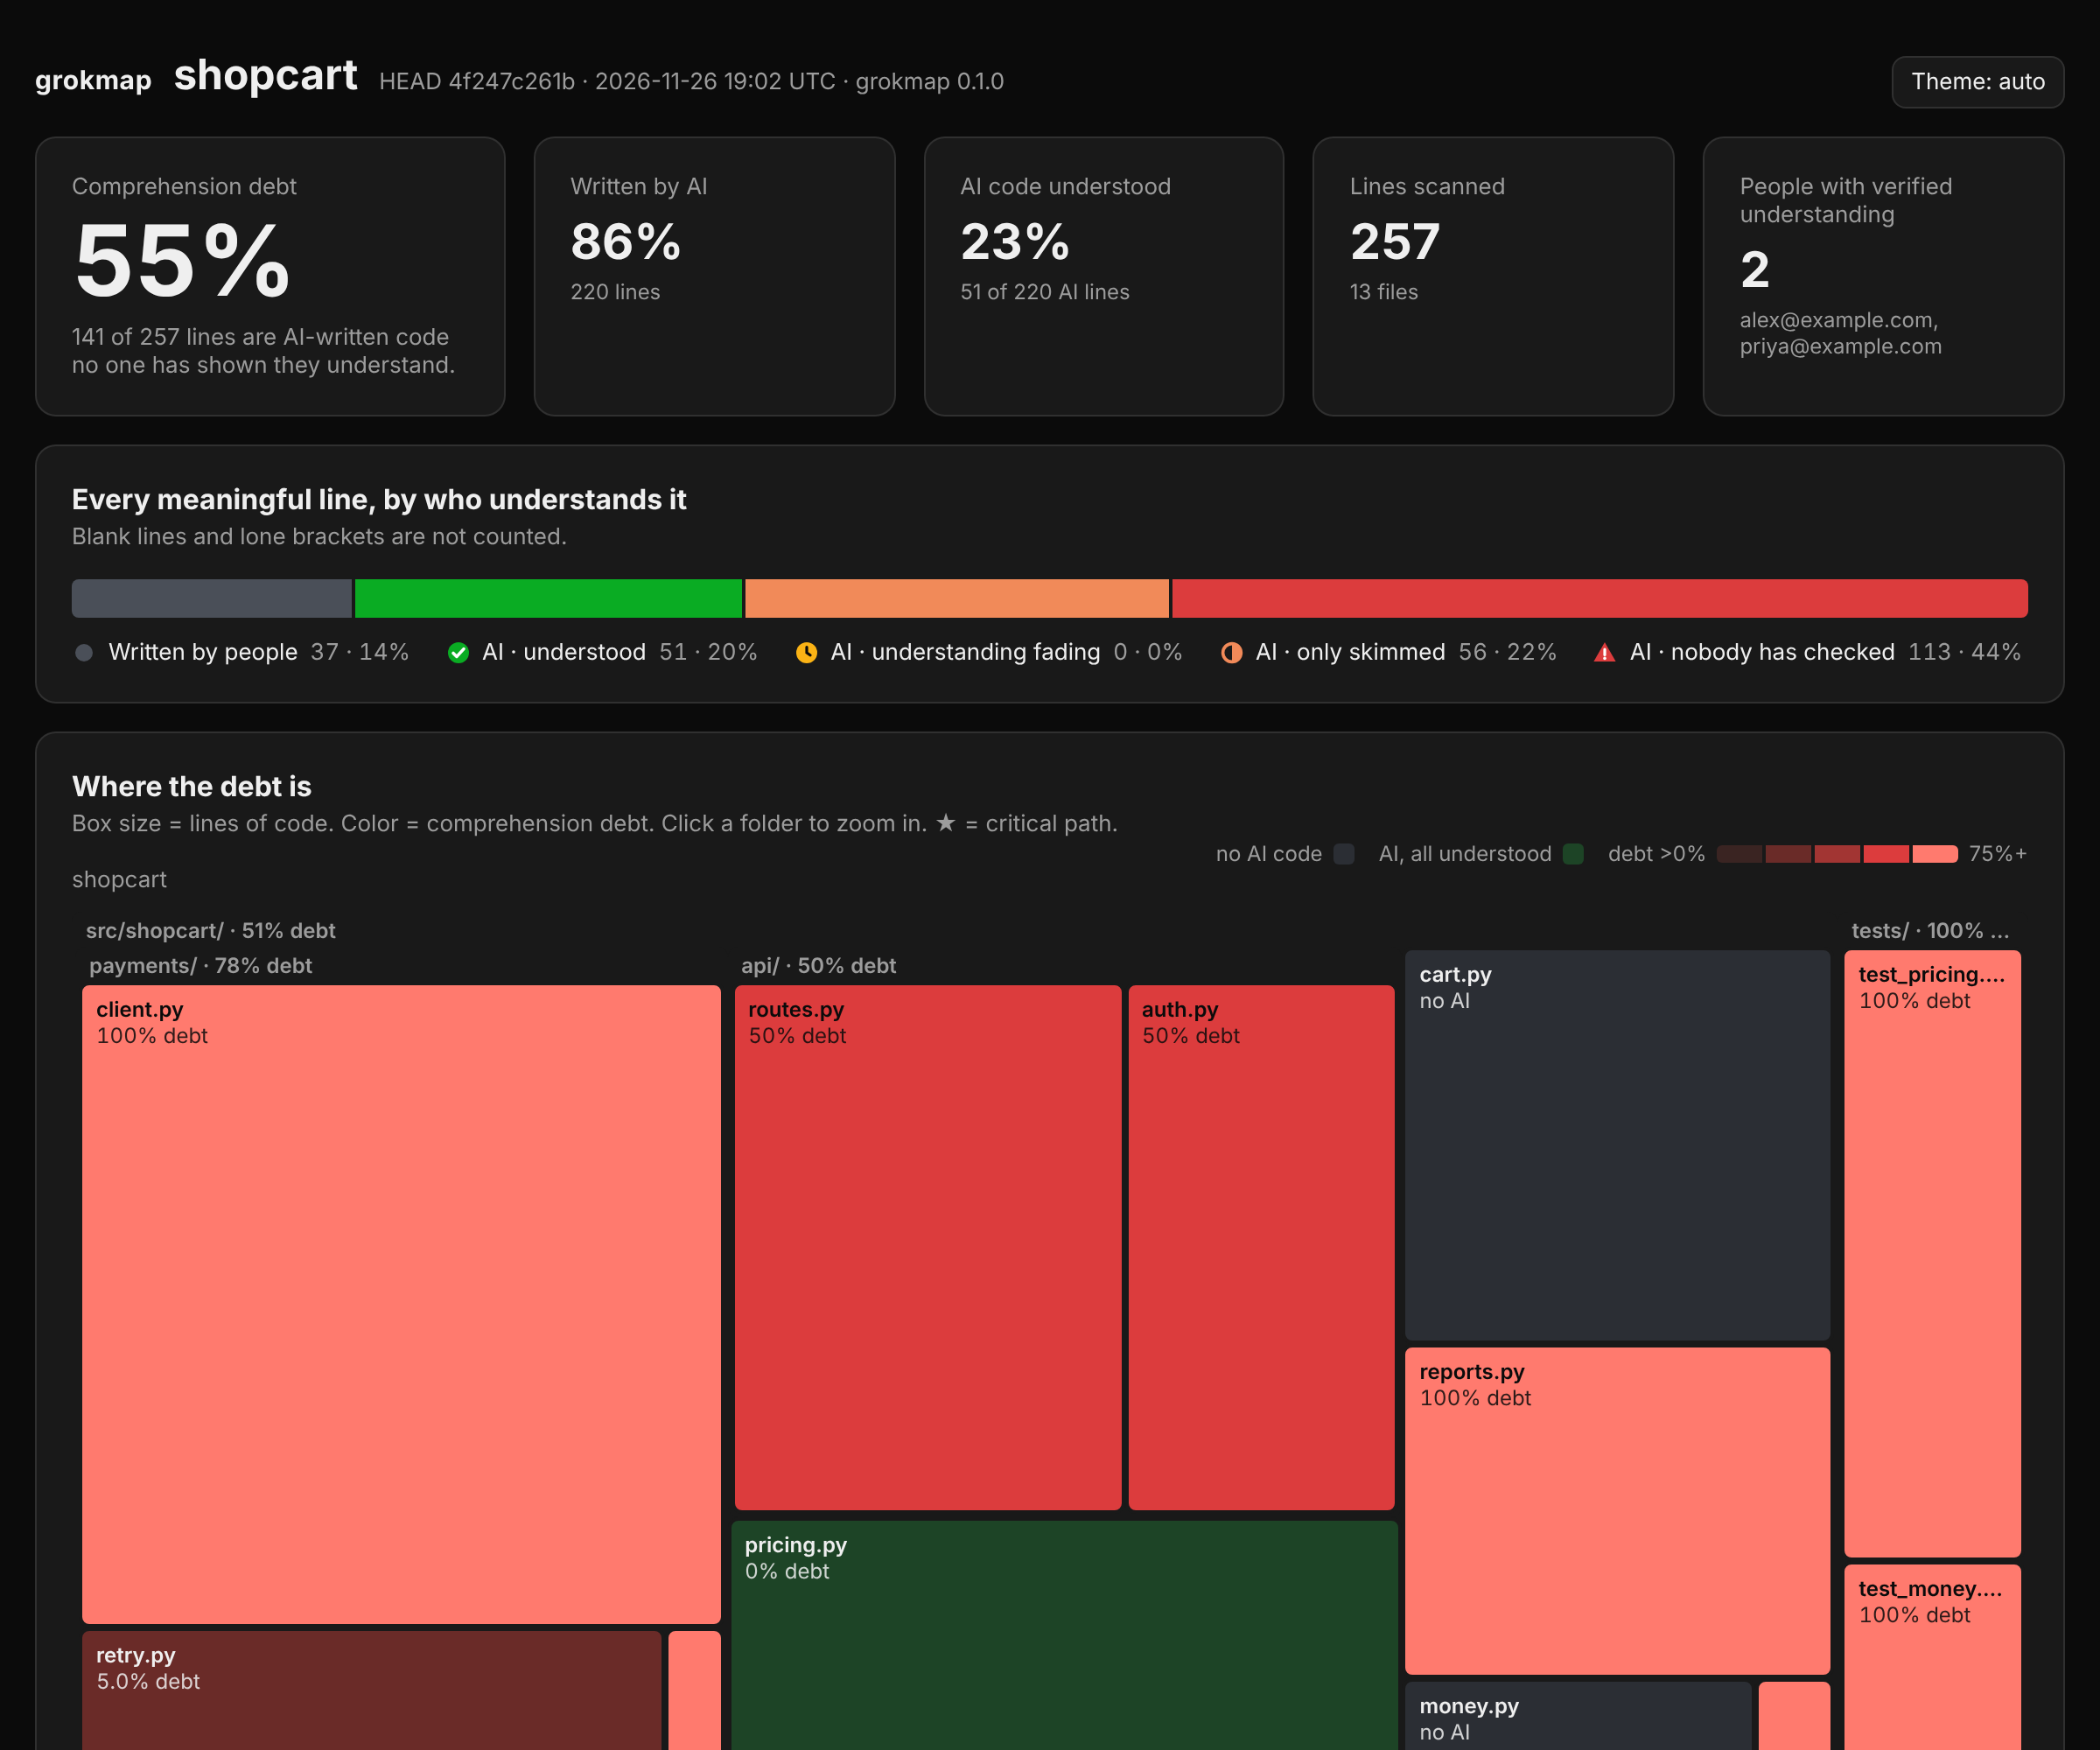 grokmap shopcart HEAD 4f247c261b · 2026-11-26 19:02 UTC · grokmap 0.1.0
Theme: auto
Comprehension debt
55%
141 of 257 lines are AI-written code
no one has shown they understand.
Written by AI
86%
220 lines
AI code understood
23%
51 of 220 AI lines
Lines scanned
257
13 files
People with verified
understanding
2
alex@example.com,
priya@example.com
Every meaningful line, by who understands it
Blank lines and lone brackets are not counted.
Written by people 37 · 14%
AI · understood 51 · 20%
AI · understanding fading 0 · 0%
AI · only skimmed 56 · 22%
AI · nobody has checked 113 · 44%
Where the debt is
Box size = lines of code. Color = comprehension debt. Click a folder to zoom in. ★ = critical path.
no AI code
AI, all understood
debt >0%
75%+
shopcart
src/shopcart/ · 51% debt
tests/ · 100% ...
payments/ · 78% debt
api/ · 50% debt
client.py
100% debt
routes.py
50% debt
auth.py
50% debt
cart.py
no AI
test_pricing....
100% debt
reports.py
100% debt
pricing.py
0% debt
test_money....
100% debt
retry.py
5.0% debt
money.py
no AI